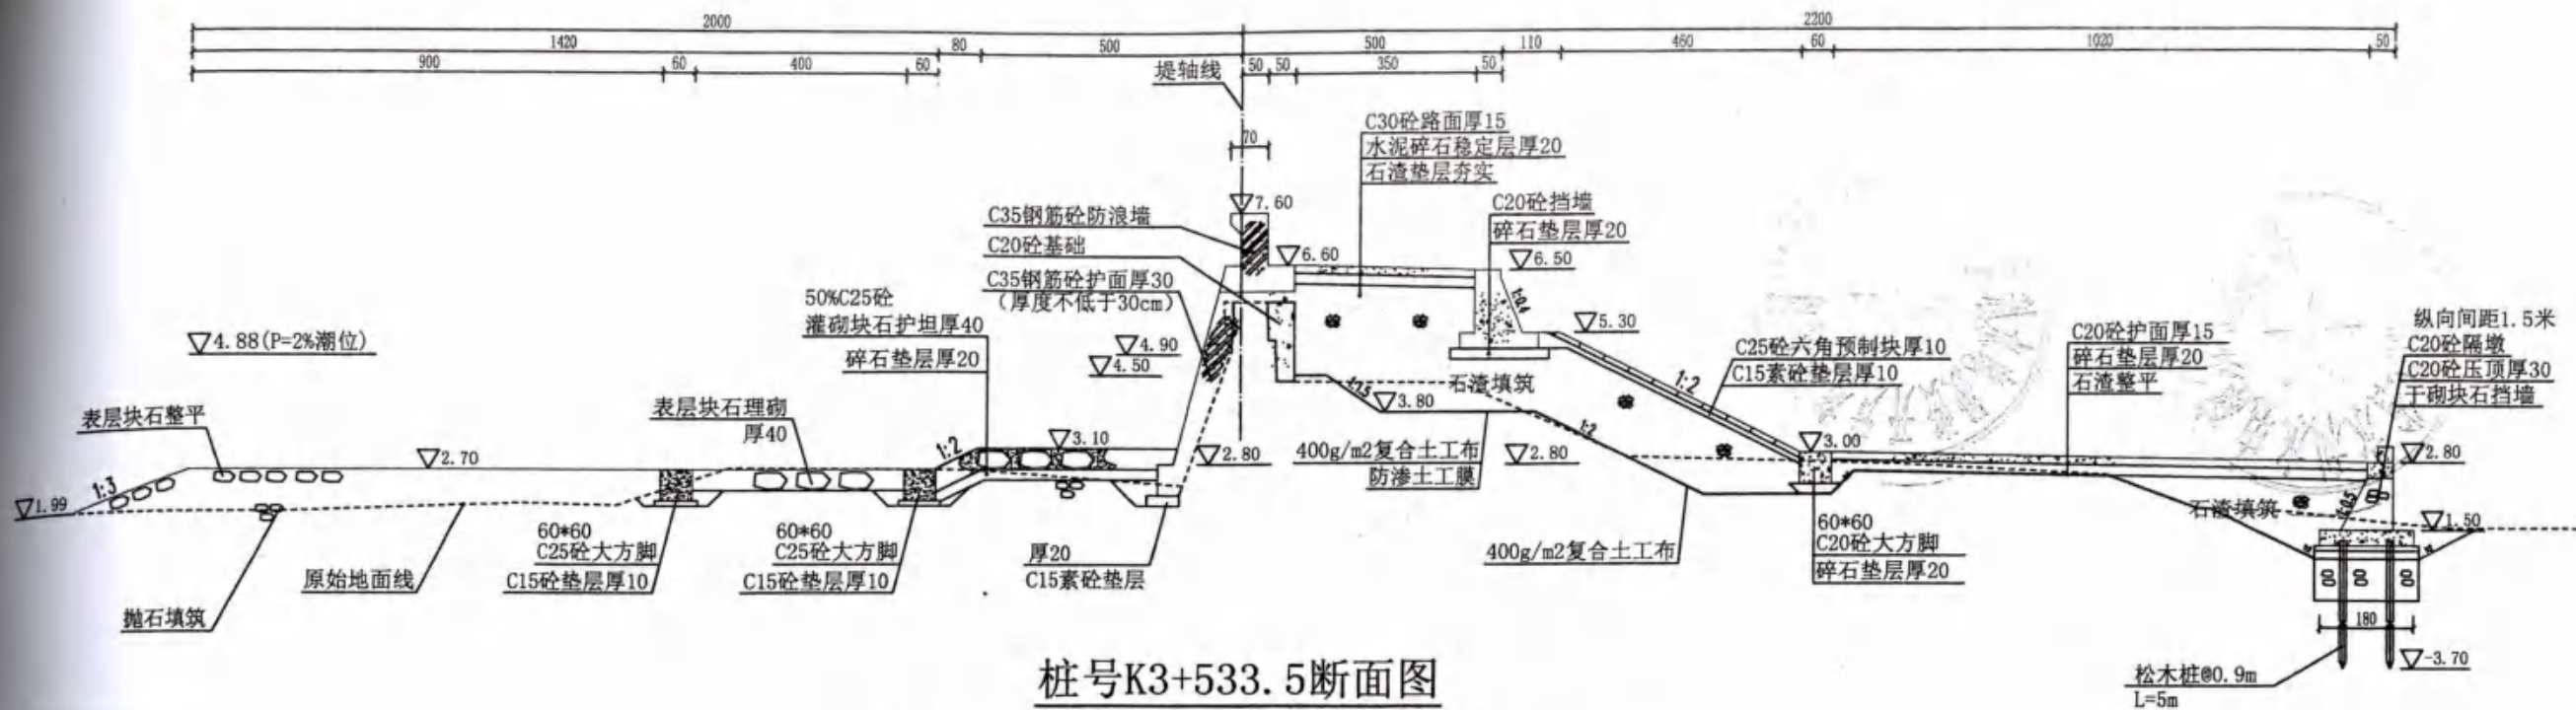 2000
2200
1420
80
500
500
110
460
60
1020
50
900
60
400
60
50
50
350
50
堤轴线
70
C30砼路面厚15
水泥碎石稳定层厚20
石渣垫层夯实
C20砼挡墙
碎石垫层厚20
7.60
C35钢筋砼防浪墙
C20砼基础
C35钢筋砼护面厚30
(厚度不低于30cm)
6.60
6.50
1:0.4
50%C25砼
灌砌块石护坦厚40
碎石垫层厚20
4.88(P=2%潮位)
4.90
4.50
5.30
C25砼六角预制块厚10
C15素砼垫层厚10
1:2
C20砼护面厚15
碎石垫层厚20
石渣整平
纵向间距1.5米
C20砼隔墩
C20砼压顶厚30
干砌块石挡墙
表层块石整平
表层块石理砌
厚40
石渣填筑
3.80
1:2
1:2
3.10
2.70
2.80
400g/m2复合土工布
防渗土工膜
2.80
3.00
2.80
1:3
1.99
石渣填筑
1:0.5
1.50
60*60
C25砼大方脚
C15砼垫层厚10
60*60
C25砼大方脚
C15砼垫层厚10
厚20
C15素砼垫层
400g/m2复合土工布
60*60
C20砼大方脚
碎石垫层厚20
原始地面线
抛石填筑
180
-3.70
松木桩@0.9m
L=5m
桩号K3+533.5断面图